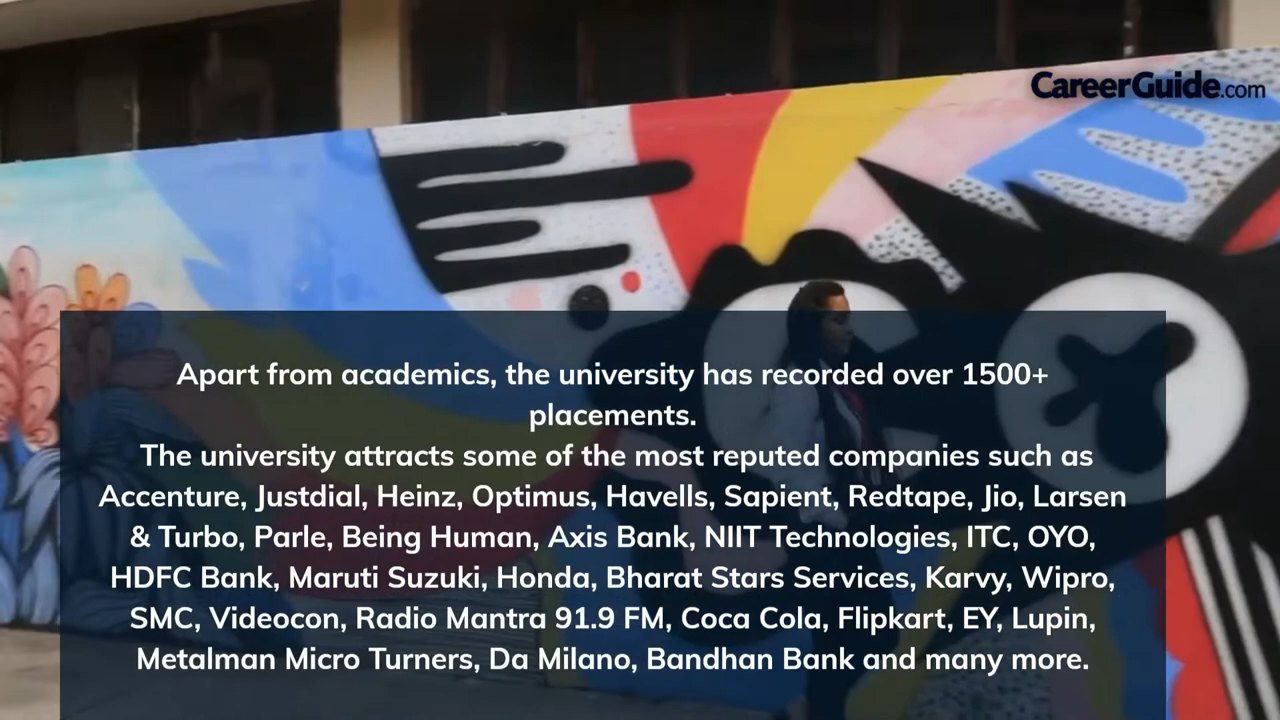 CareerGuide.com
Apart from academics, the university has recorded over 1500+
placements.
The university attracts some of the most reputed companies such as
Accenture, Justdial, Heinz, Optimus, Havells, Sapient, Redtape, Jio, Larsen
& Turbo, Parle, Being Human, Axis Bank, NIIT Technologies, ITC, OYO,
HDFC Bank, Maruti Suzuki, Honda, Bharat Stars Services, Karvy, Wipro,
SMC, Videocon, Radio Mantra 91.9 FM, Coca Cola, Flipkart, EY, Lupin,
Metalman Micro Turners, Da Milano, Bandhan Bank and many more.